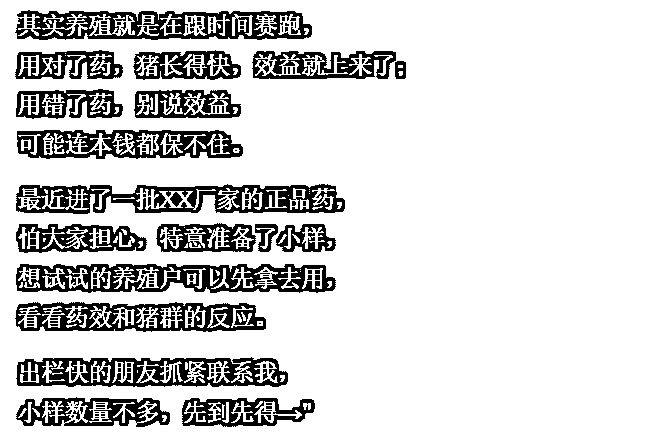 其实养殖就是在跟时间赛跑，
用对了药，猪长得快，效益就上来了；
用错了药，别说效益，
可能连本钱都保不住。
最近进了一批XX厂家的正品药，
怕大家担心，特意准备了小样，
想试试的养殖户可以先拿去用，
看看药效和猪群的反应。
出栏快的朋友抓紧联系我，
小样数量不多，先到先得→"